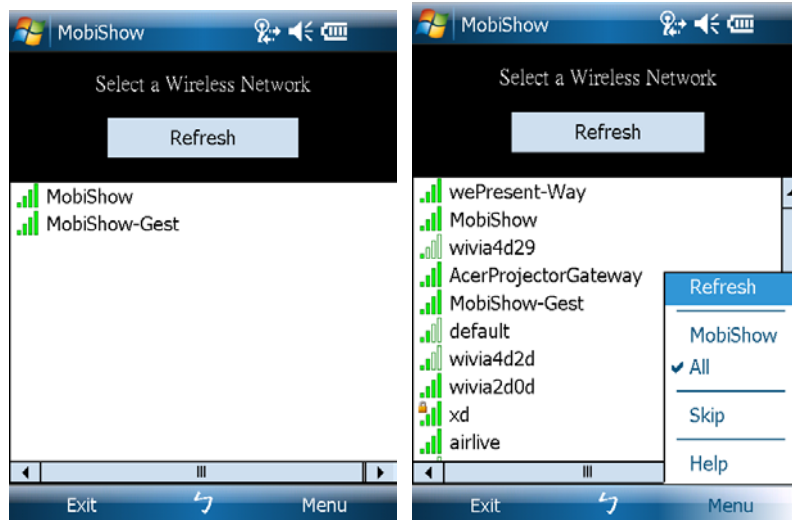 MobiShow
Select a Wireless Network
Refresh
MobiShow
MobiShow-Gest
Exit ㄅ Menu
MobiShow
Select a Wireless Network
Refresh
wePresent-Way
MobiShow
wivia4d29
AcerProjectorGateway
MobiShow-Gest
default
wivia4d2d
wivia2d0d
xd
airlive
Refresh
MobiShow
All
Skip
Help
Exit ㄅ Menu